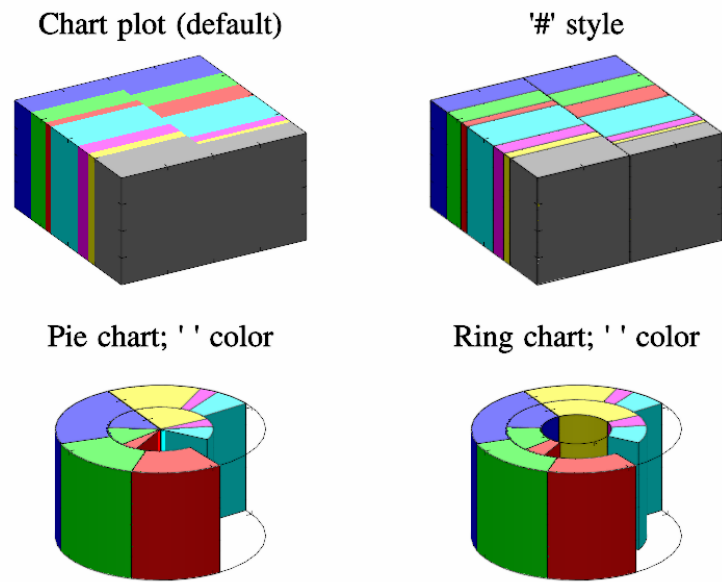 Chart plot (default)
'#' style
Pie chart; ' ' color
Ring chart; ' ' color